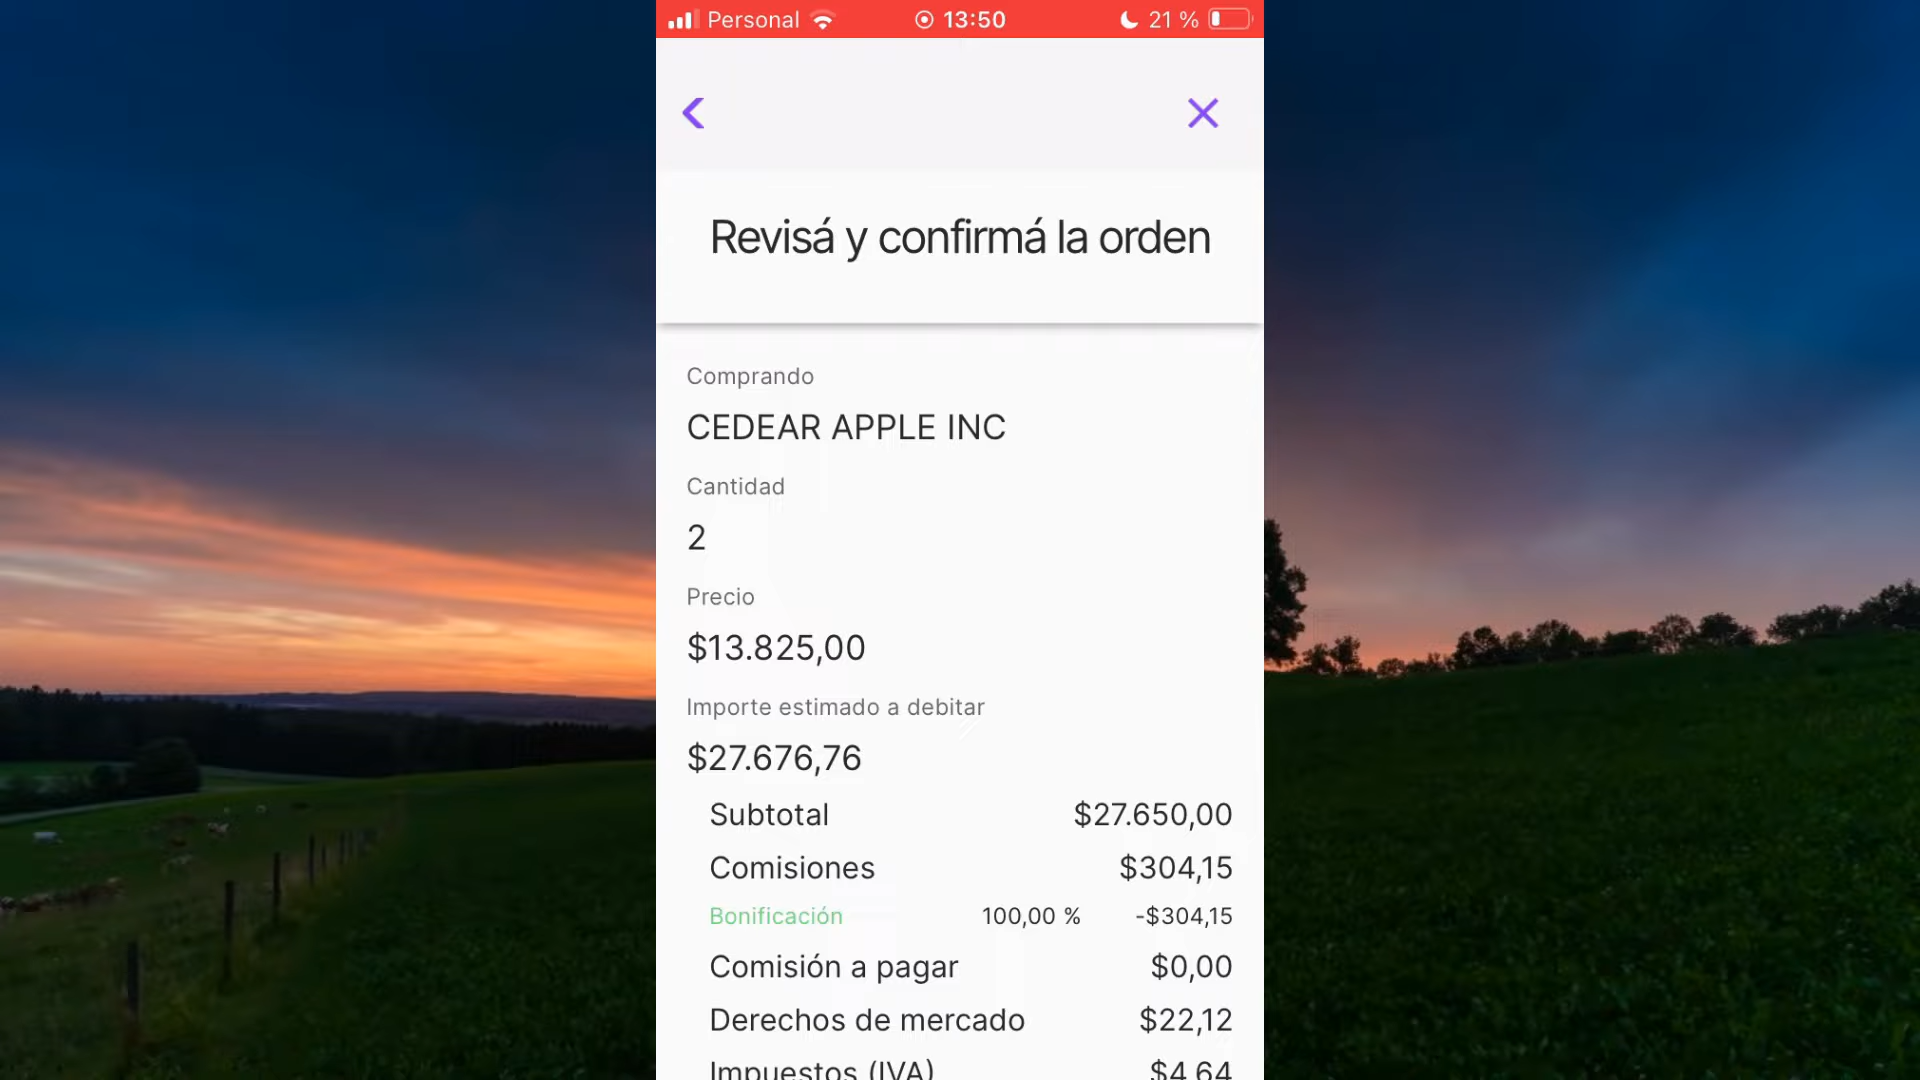 Personal 13:50 21 %
Revisá y confirmá la orden
Comprando
CEDEAR APPLE INC
Cantidad
2
Precio
$13.825,00
Importe estimado a debitar
$27.676,76
Subtotal $27.650,00
Comisiones $304,15
Bonificación 100,00 % -$304,15
Comisión a pagar $0,00
Derechos de mercado $22,12
Impuestos (IVA) $4,64